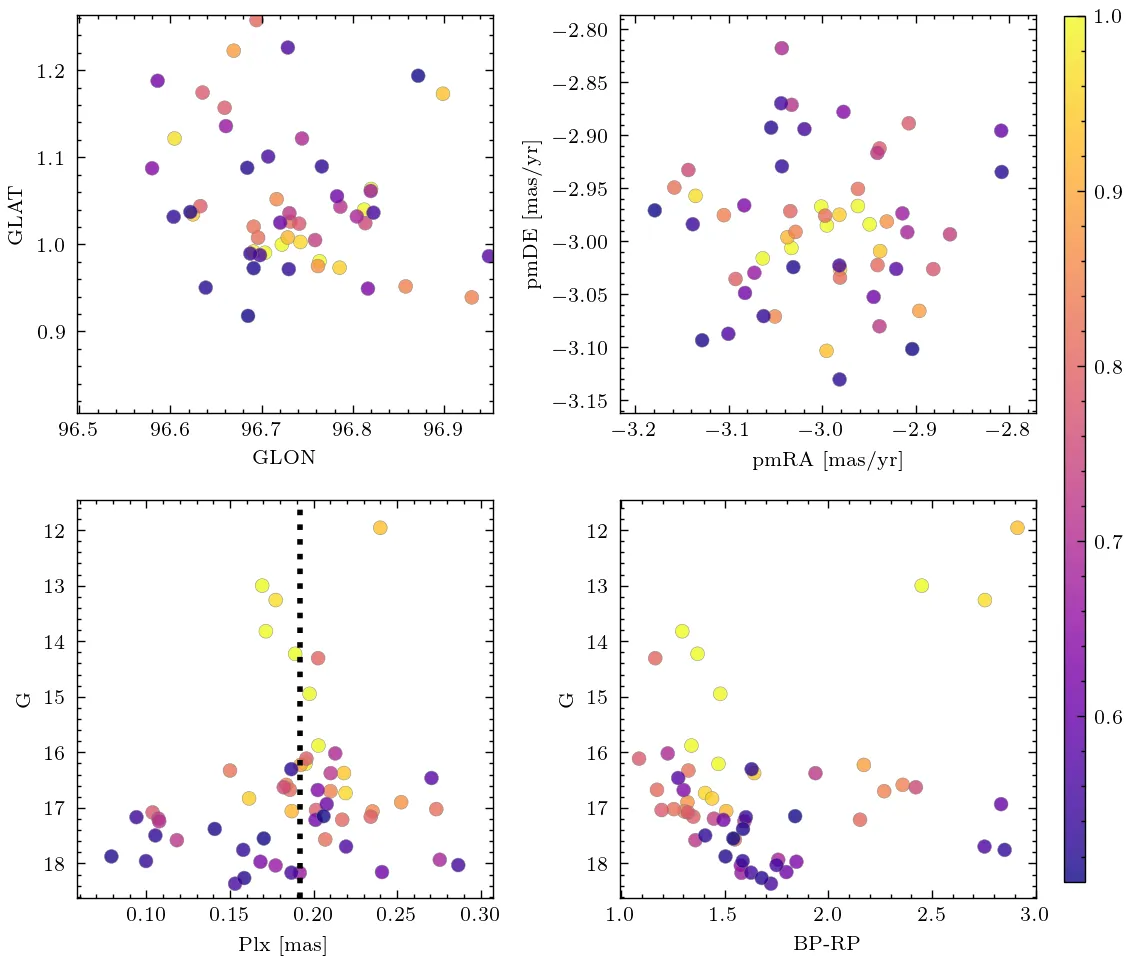 1.2
1.1
1.0
0.9
GLAT
96.5 96.6 96.7 96.8 96.9
GLON
−2.80
−2.85
−2.90
−2.95
−3.00
−3.05
−3.10
−3.15
pmDE [mas/yr]
−3.2 −3.1 −3.0 −2.9 −2.8
pmRA [mas/yr]
1.0
0.9
0.8
0.7
0.6
12
13
14
15
16
17
18
G
0.10 0.15 0.20 0.25 0.30
Plx [mas]
12
13
14
15
16
17
18
G
1.0 1.5 2.0 2.5 3.0
BP-RP